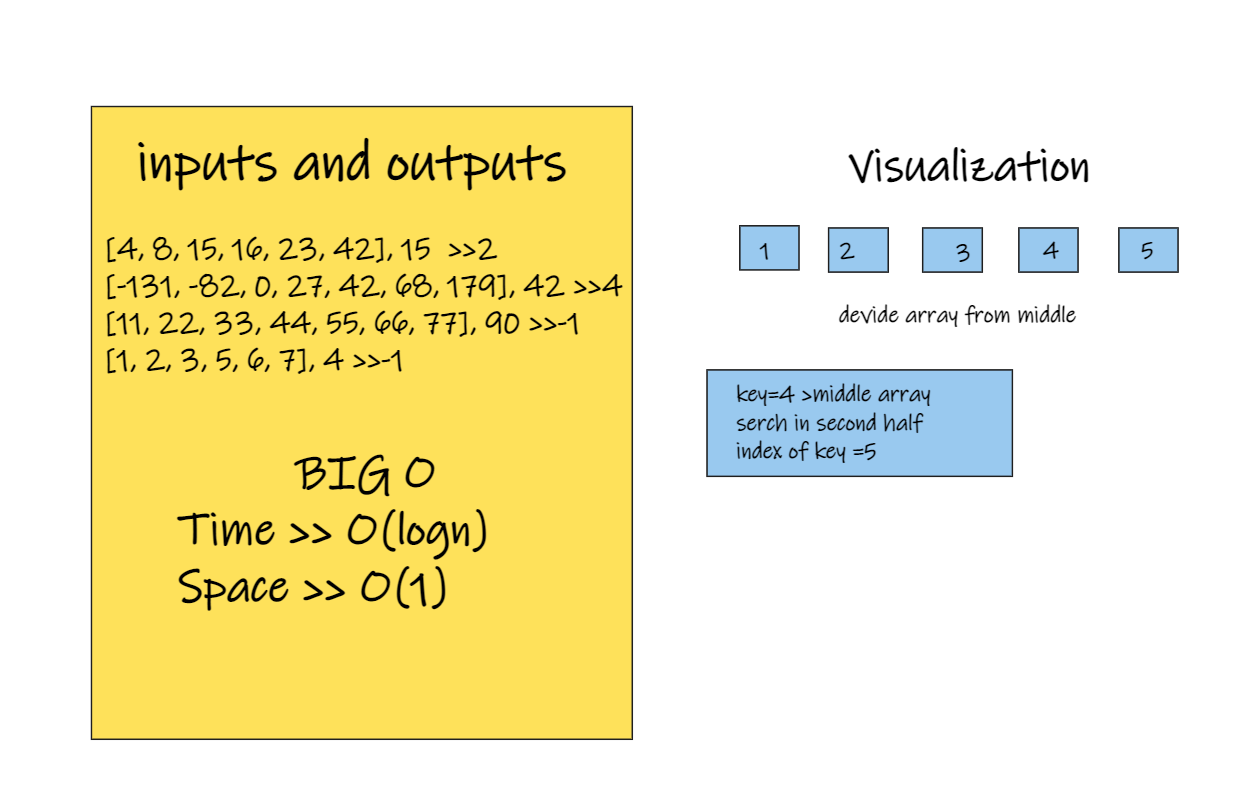 inputs and outputs
[4, 8, 15, 16, 23, 42], 15 >>2
[-131, -82, 0, 27, 42, 68, 179], 42 >>4
[11, 22, 33, 44, 55, 66, 77], 90 >>-1
[1, 2, 3, 5, 6, 7], 4 >>-1
BIG O
Time >> O(logn)
Space >> O(1)
Visualization
1 2 3 4 5
devide array from middle
key=4 >middle array
serch in second half
index of key =5